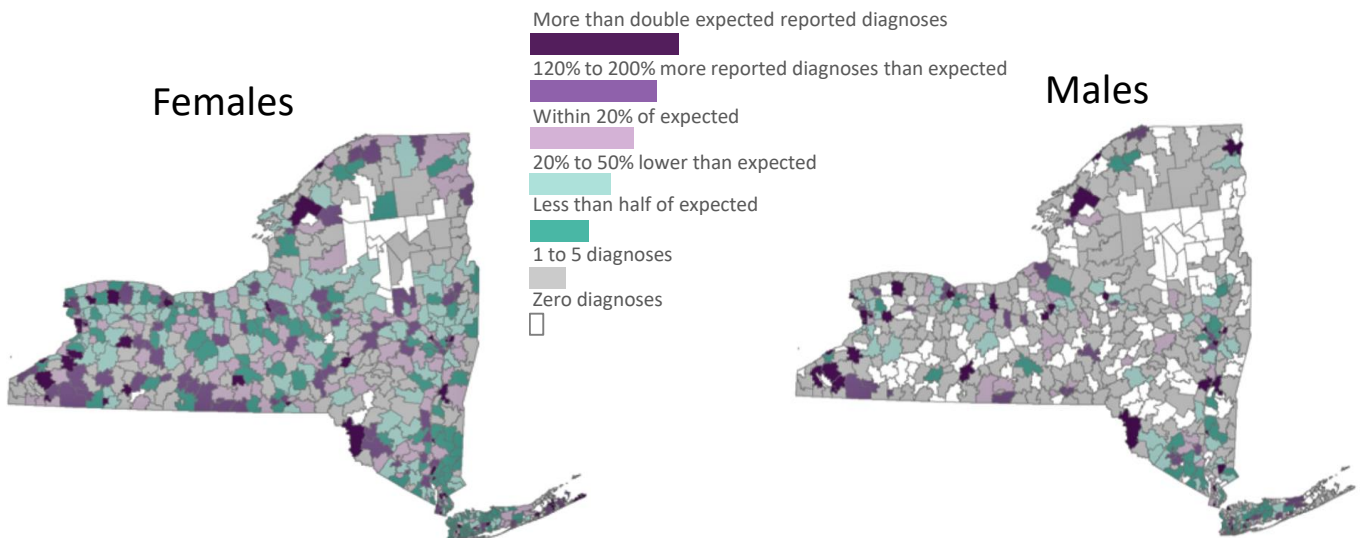 More than double expected reported diagnoses
120% to 200% more reported diagnoses than expected
Females
Males
Within 20% of expected
20% to 50% lower than expected
Less than half of expected
1 to 5 diagnoses
Zero diagnoses